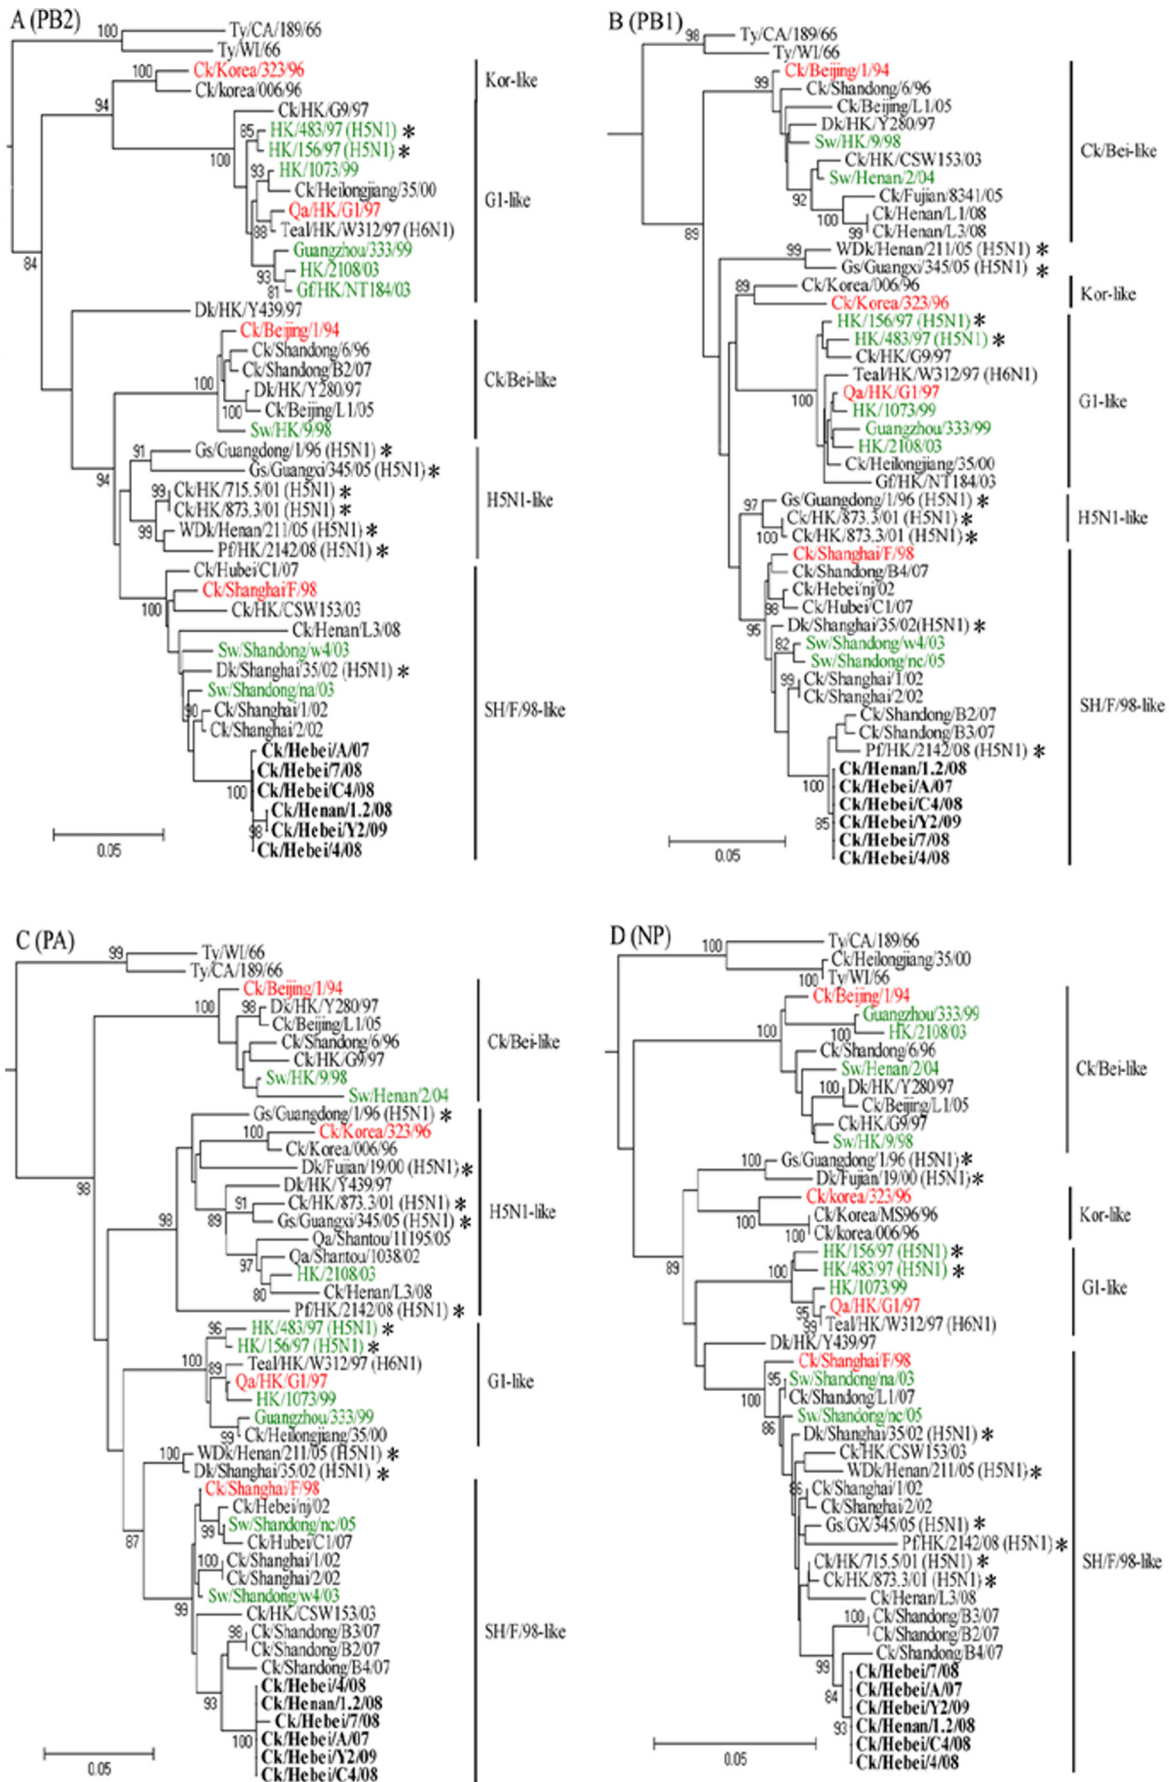 A (PB2)
100
Ty/CA/189/66
Ty/WI/66
100
Ck/Korea/323/96
Ck/korea/006/96
Kor-like
94
Ck/HK/G9/97
85
HK/483/97 (H5N1) *
HK/156/97 (H5N1) *
100
93
HK/1073/99
Ck/Heilongjiang/35/00
G1-like
Qa/HK/G1/97
88
Teal/HK/W312/97 (H6N1)
Guangzhou/333/99
93
HK/2108/03
81
Gf/HK/NT184/03
84
Dk/HK/Y439/97
Ck/Beijing/1/94
Ck/Shandong/6/96
Ck/Shandong/B2/07
Ck/Bei-like
100
Dk/HK/Y280/97
100
Ck/Beijing/L1/05
Sw/HK/9/98
91
Gs/Guangdong/1/96 (H5N1) *
Gs/Guangxi/345/05 (H5N1) *
94
99
Ck/HK/715.5/01 (H5N1) *
Ck/HK/873.3/01 (H5N1) *
H5N1-like
99
WDk/Henan/211/05 (H5N1) *
Pf/HK/2142/08 (H5N1) *
Ck/Hubei/C1/07
Ck/Shanghai/F/98
100
Ck/HK/CSW153/03
Ck/Henan/L3/08
Sw/Shandong/w4/03
Dk/Shanghai/35/02 (H5N1) *
Sw/Shandong/na/03
90
Ck/Shanghai/1/02
SH/F/98-like
Ck/Shanghai/2/02
Ck/Hebei/A/07
Ck/Hebei/7/08
100
Ck/Hebei/C4/08
Ck/Henan/1.2/08
98
Ck/Hebei/Y2/09
Ck/Hebei/4/08
0.05
B (PB1)
98
Ty/CA/189/66
Ty/WI/66
99
Ck/Beijing/1/94
Ck/Shandong/6/96
Ck/Beijing/L1/05
Dk/HK/Y280/97
Sw/HK/9/98
Ck/Bei-like
Ck/HK/CSW153/03
Sw/Henan/2/04
92
Ck/Fujian/8341/05
100
Ck/Henan/L1/08
99
Ck/Henan/L3/08
89
99
WDk/Henan/211/05 (H5N1) *
Gs/Guangxi/345/05 (H5N1) *
89
Ck/Korea/006/96
Kor-like
Ck/Korea/323/96
HK/156/97 (H5N1) *
HK/483/97 (H5N1) *
Ck/HK/G9/97
Teal/HK/W312/97 (H6N1)
100
Qa/HK/G1/97
G1-like
HK/1073/99
Guangzhou/333/99
HK/2108/03
Ck/Heilongjiang/35/00
Gf/HK/NT184/03
97
Gs/Guangdong/1/96 (H5N1) *
Ck/HK/873.3/01 (H5N1) *
H5N1-like
100
Ck/HK/873.3/01 (H5N1) *
Ck/Shanghai/F/98
Ck/Shandong/B4/07
Ck/Hebei/nj/02
98
Ck/Hubei/C1/07
95
Dk/Shanghai/35/02(H5N1) *
82
Sw/Shandong/w4/03
Sw/Shandong/nc/05
99
Ck/Shanghai/1/02
Ck/Shanghai/2/02
SH/F/98-like
Ck/Shandong/B2/07
Ck/Shandong/B3/07
Pf/HK/2142/08 (H5N1) *
Ck/Henan/1.2/08
100
Ck/Hebei/A/07
Ck/Hebei/C4/08
85
Ck/Hebei/Y2/09
Ck/Hebei/7/08
Ck/Hebei/4/08
0.05
C (PA)
99
Ty/WI/66
Ty/CA/189/66
Ck/Beijing/1/94
100
98
Dk/HK/Y280/97
Ck/Beijing/L1/05
Ck/Shandong/6/96
Ck/Bei-like
Ck/HK/G9/97
Sw/HK/9/98
Sw/Henan/2/04
Gs/Guangdong/1/96 (H5N1) *
100
Ck/Korea/323/96
Ck/Korea/006/96
Dk/Fujian/19/00 (H5N1) *
98
Dk/HK/Y439/97
91
Ck/HK/873.3/01 (H5N1) *
H5N1-like
98
89
Gs/Guangxi/345/05 (H5N1) *
Qa/Shantou/11195/05
97
Qa/Shantou/1038/02
HK/2108/03
80
Ck/Henan/L3/08
Pf/HK/2142/08 (H5N1) *
96
HK/483/97 (H5N1) *
HK/156/97 (H5N1) *
100
89
Teal/HK/W312/97 (H6N1)
Qa/HK/G1/97
G1-like
HK/1073/99
Guangzhou/333/99
99
Ck/Heilongjiang/35/00
100
WDk/Henan/211/05 (H5N1) *
Dk/Shanghai/35/02 (H5N1) *
Ck/Shanghai/F/98
Ck/Hebei/nj/02
87
99
Sw/Shandong/nc/05
Ck/Hubei/C1/07
100
Ck/Shanghai/1/02
Ck/Shanghai/2/02
Sw/Shandong/w4/03
99
Ck/HK/CSW153/03
98
Ck/Shandong/B3/07
SH/F/98-like
Ck/Shandong/B2/07
Ck/Shandong/B4/07
Ck/Hebei/4/08
93
Ck/Henan/1.2/08
Ck/Hebei/7/08
100
Ck/Hebei/A/07
Ck/Hebei/Y2/09
Ck/Hebei/C4/08
0.05
D (NP)
100
Ty/CA/189/66
Ck/Heilongjiang/35/00
100
Ty/WI/66
Ck/Beijing/1/94
Guangzhou/333/99
100
100
HK/2108/03
Ck/Shandong/6/96
Sw/Henan/2/04
Ck/Bei-like
100
Dk/HK/Y280/97
Ck/Beijing/L1/05
Ck/HK/G9/97
Sw/HK/9/98
100
Gs/Guangdong/1/96 (H5N1) *
Dk/Fujian/19/00 (H5N1) *
Ck/korea/323/96
100
Ck/Korea/MS96/96
Kor-like
100
Ck/korea/006/96
89
HK/156/97 (H5N1) *
100
HK/483/97 (H5N1) *
HK/1073/99
G1-like
95
Qa/HK/G1/97
99
Teal/HK/W312/97 (H6N1)
Dk/HK/Y439/97
Ck/Shanghai/F/98
95
Sw/Shandong/na/03
100
Ck/Shandong/L1/07
Sw/Shandong/nc/05
86
Dk/Shanghai/35/02 (H5N1) *
Ck/HK/CSW153/03
WDk/Henan/211/05 (H5N1) *
86
Ck/Shanghai/1/02
Ck/Shanghai/2/02
Gs/GX/345/05 (H5N1) *
Pf/HK/2142/08 (H5N1) *
Ck/HK/715.5/01 (H5N1) *
SH/F/98-like
Ck/HK/873.3/01 (H5N1) *
Ck/Henan/L3/08
100
Ck/Shandong/B3/07
Ck/Shandong/B2/07
Ck/Shandong/B4/07
99
Ck/Hebei/7/08
84
Ck/Hebei/A/07
Ck/Hebei/Y2/09
93
Ck/Henan/1.2/08
Ck/Hebei/C4/08
Ck/Hebei/4/08
0.05